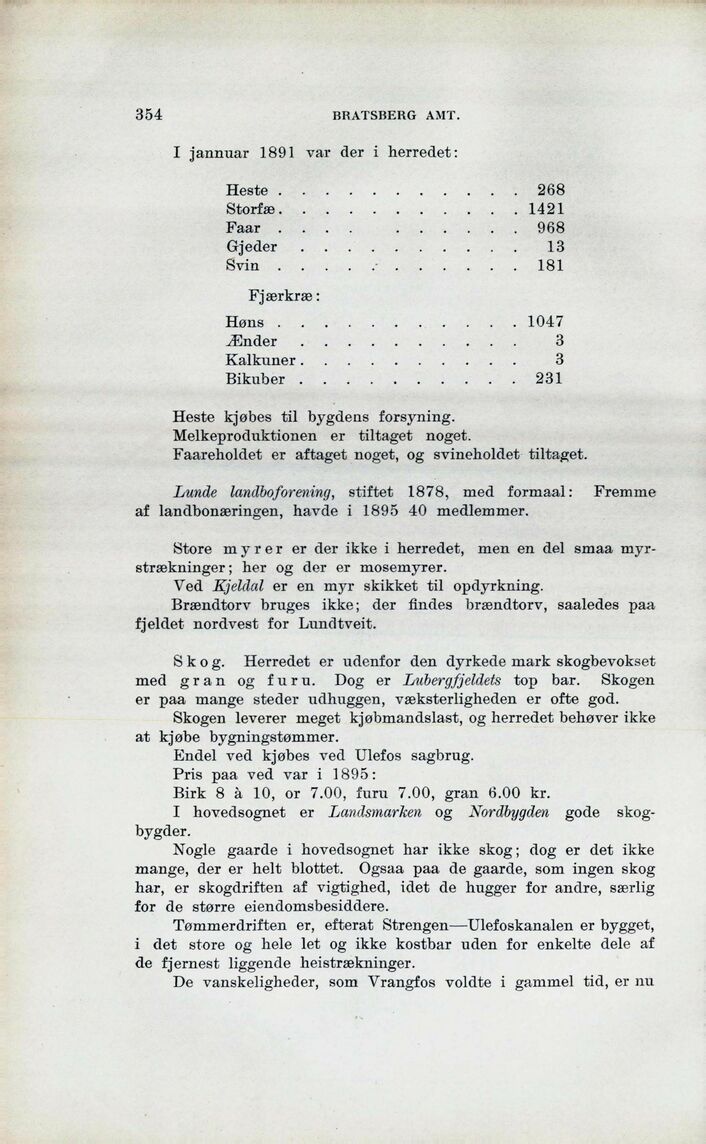 354 BRATSBERG AMT.
I jannuar 1891 var der i herredet:
Heste . . . . . . . . . . . 268
Storfæ . . . . . . . . . . . 1421
Faar . . . . . . . . . . 968
Gjeder . . . . . . . . . . 13
Svin . . . . . . . . . . . 181
Fjærkræ:
Høns . . . . . . . . . . . 1047
Ænder . . . . . . . . . . 3
Kalkuner . . . . . . . . . . 3
Bikuber . . . . . . . . . . 231
Heste kjøbes til bygdens forsyning.
Melkeproduktionen er tiltaget noget.
Faareholdet er aftaget noget, og svineholdet tiltaget.
Lunde landboforening, stiftet 1878, med formaal: Fremme
af landbonæringen, havde i 1895 40 medlemmer.
Store myrer er der ikke i herredet, men en del smaa myr-
strækninger; her og der er mosemyrer.
Ved Kjeldal er en myr skikket til opdyrkning.
Brændtorv bruges ikke; der findes brændtorv, saaledes paa
fjeldet nordvest for Lundtveit.
Skog. Herredet er udenfor den dyrkede mark skogbevokset
med gran og furu. Dog er Lubergfjeldets top bar. Skogen
er paa mange steder udhuggen, væksterligheden er ofte god.
Skogen leverer meget kjøbmandslast, og herredet behøver ikke
at kjøbe bygningstømmer.
Endel ved kjøbes ved Ulefos sagbrug.
Pris paa ved var i 1895:
Birk 8 à 10, or 7.00, furu 7.00, gran 6.00 kr.
I hovedsognet er Landsmarken og Nordbygden gode skog-
bygder.
Nogle gaarde i hovedsognet har ikke skog; dog er det ikke
mange, der er helt blottet. Ogsaa paa de gaarde, som ingen skog
har, er skogdriften af vigtighed, idet de hugger for andre, særlig
for de større eiendomsbesiddere.
Tømmerdriften er, efterat Strengen—Ulefoskanalen er bygget,
i det store og hele let og ikke kostbar uden for enkelte dele af
de fjernest liggende heistrækninger.
De vanskeligheder, som Vrangfos voldte i gammel tid, er nu